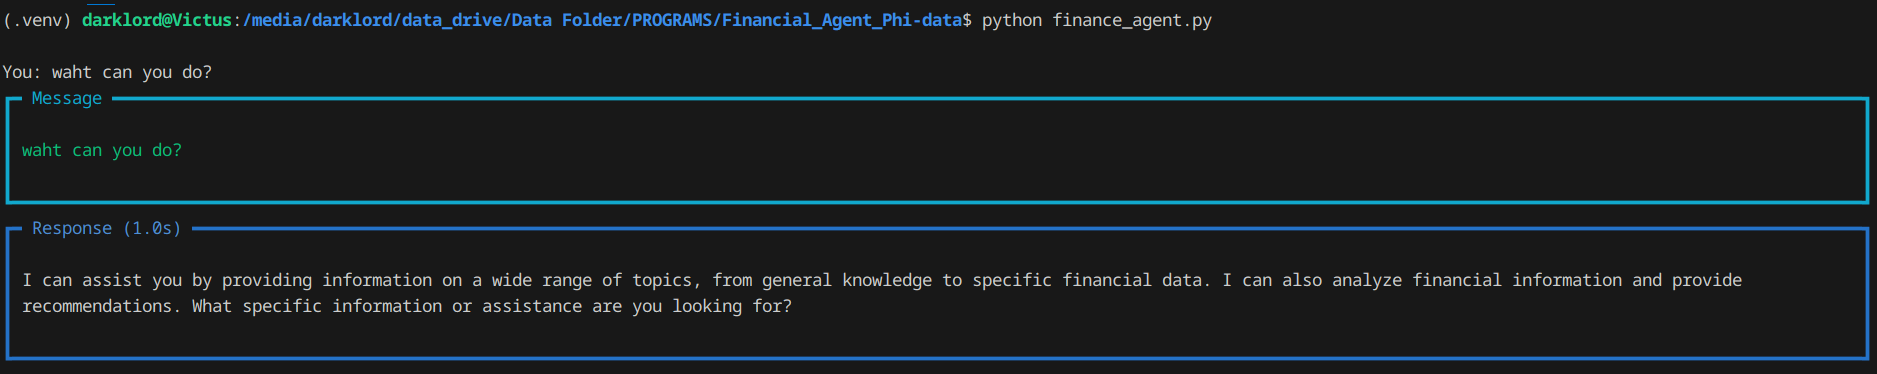 (.venv) darklord@Victus:/media/darklord/data_drive/Data Folder/PROGRAMS/Financial_Agent_Phi-data$ python finance_agent.py
You: waht can you do?
Message
waht can you do?
Response (1.0s)
I can assist you by providing information on a wide range of topics, from general knowledge to specific financial data. I can also analyze financial information and provide
recommendations. What specific information or assistance are you looking for?